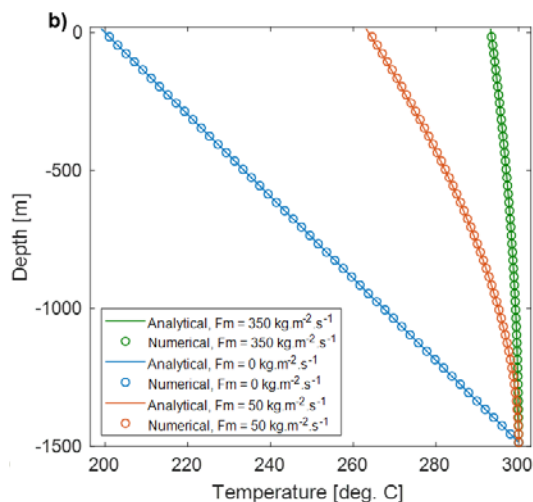 b)
0
-500
-1000
-1500
Depth [m]
Analytical, Fm = 350 kg.m⁻².s⁻¹
Numerical, Fm = 350 kg.m⁻².s⁻¹
Analytical, Fm = 0 kg.m⁻².s⁻¹
Numerical, Fm = 0 kg.m⁻².s⁻¹
Analytical, Fm = 50 kg.m⁻².s⁻¹
Numerical, Fm = 50 kg.m⁻².s⁻¹
200 220 240 260 280 300
Temperature [deg. C]